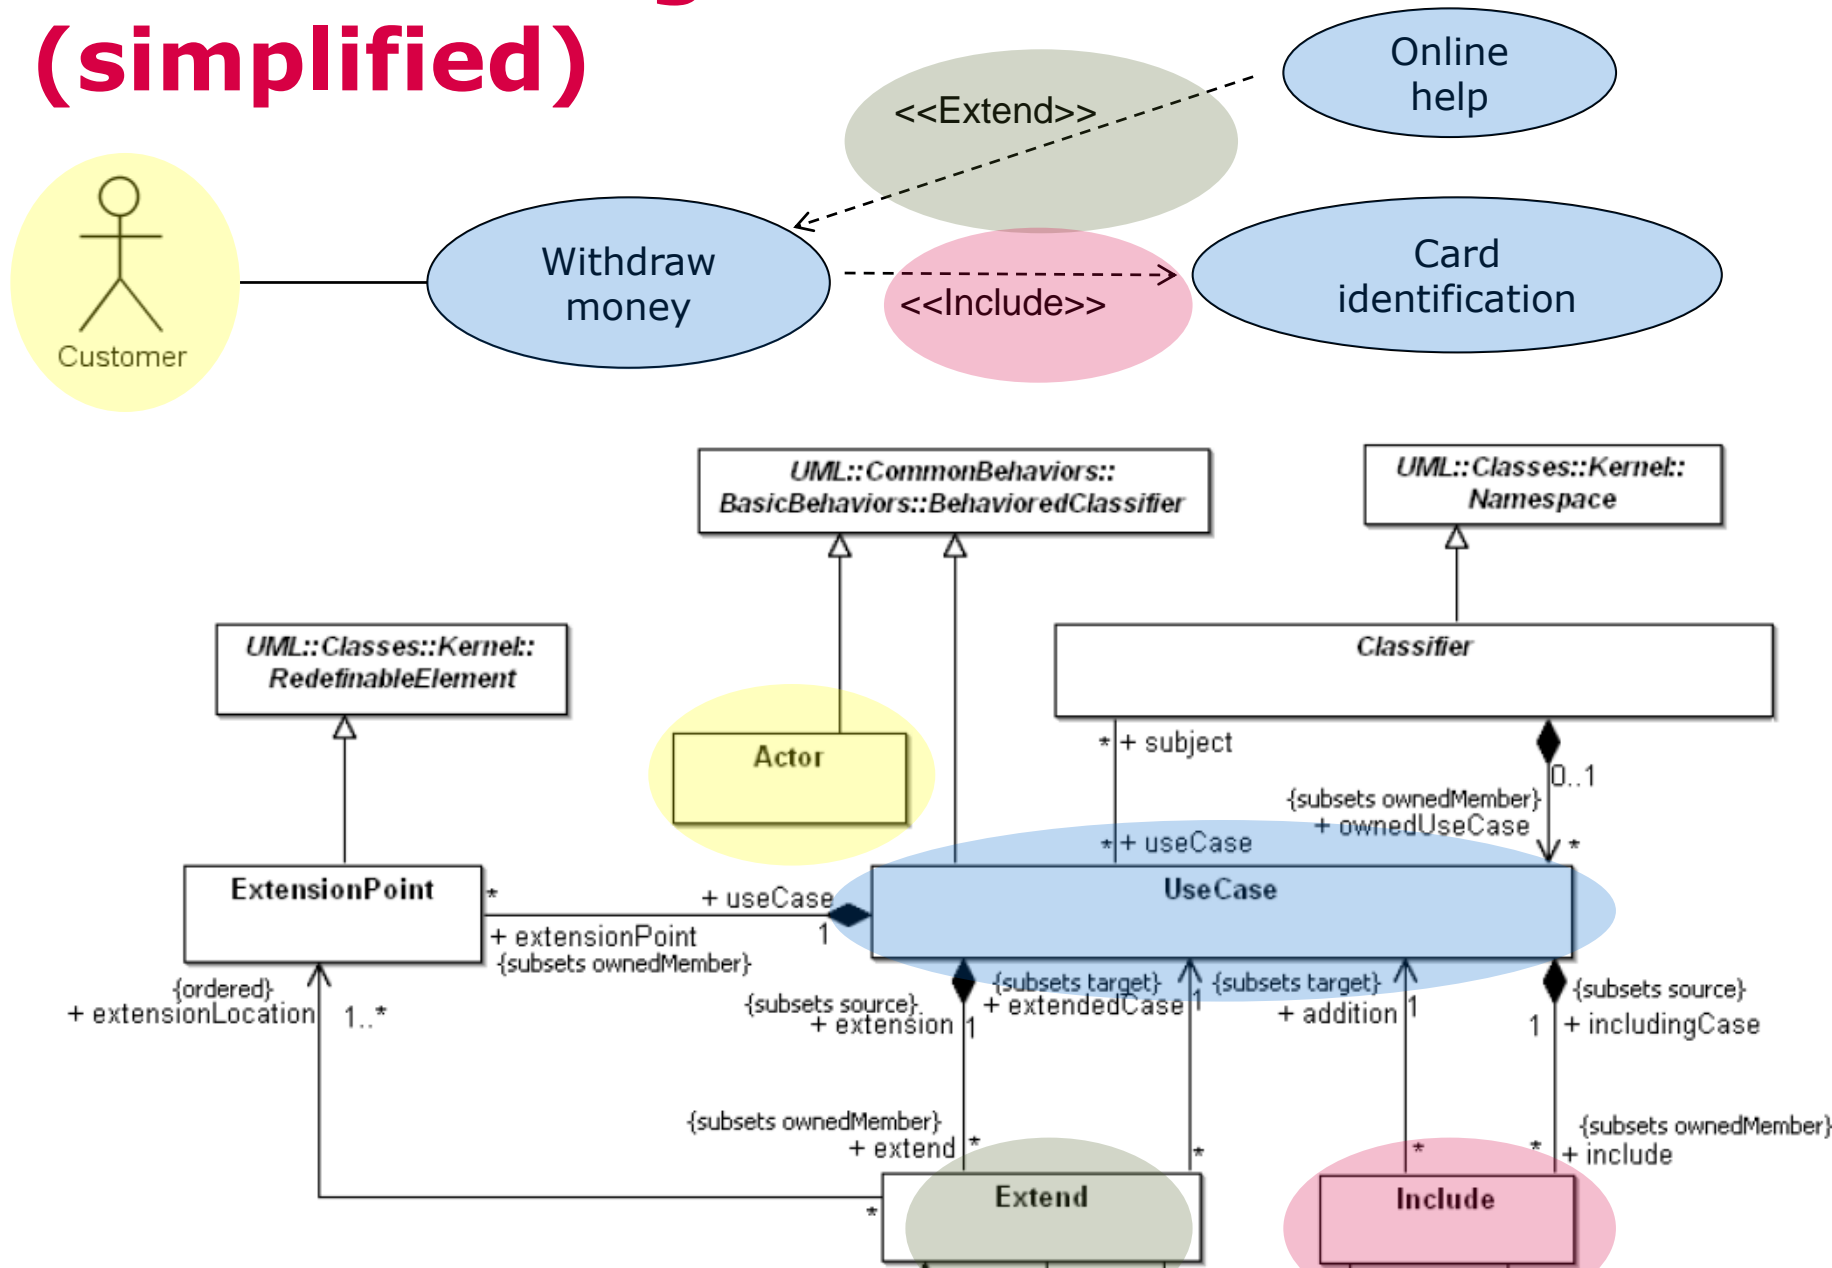 (simplified)
Online
help
<<Extend>>
Withdraw
money
Card
identification
<<Include>>
Customer
UML::CommonBehaviors::
BasicBehaviors::BehavioredClassifier
UML::Classes::Kernel::
Namespace
UML::Classes::Kernel::
RedefinableElement
Classifier
Actor
* + subject
0..1
{subsets ownedMember}
+ ownedUseCase
* + useCase
*
ExtensionPoint
*
+ useCase
UseCase
+ extensionPoint
1
{subsets ownedMember}
{ordered}
+ extensionLocation
1..*
{subsets source}
+ extension
1
{subsets target}
+ extendedCase
1
{subsets target}
+ addition
1
{subsets source}
1
+ includingCase
{subsets ownedMember}
+ extend
*
*
*
*
{subsets ownedMember}
+ include
*
Extend
Include